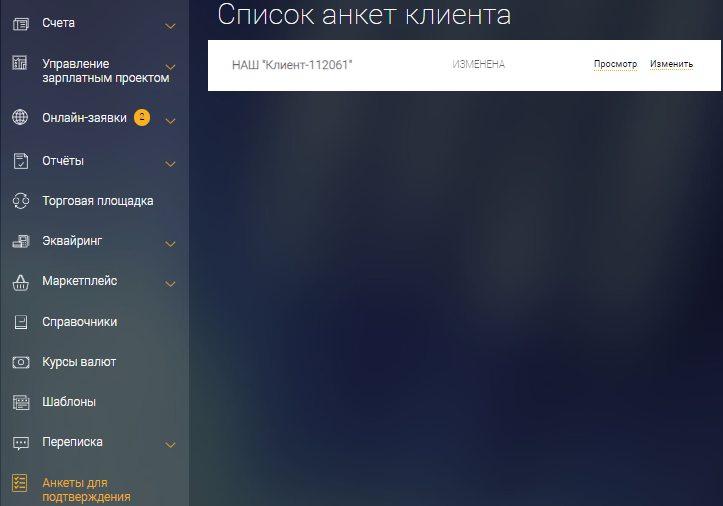 Список анкет клиента
НАШ "Клиент-112061" ИЗМЕНЕНА Просмотр Изменить
Счета
Управление
зарплатным проектом
Онлайн-заявки 2
Отчёты
Торговая площадка
Эквайринг
Маркетплейс
Справочники
Курсы валют
Шаблоны
Переписка
Анкеты для
подтверждения